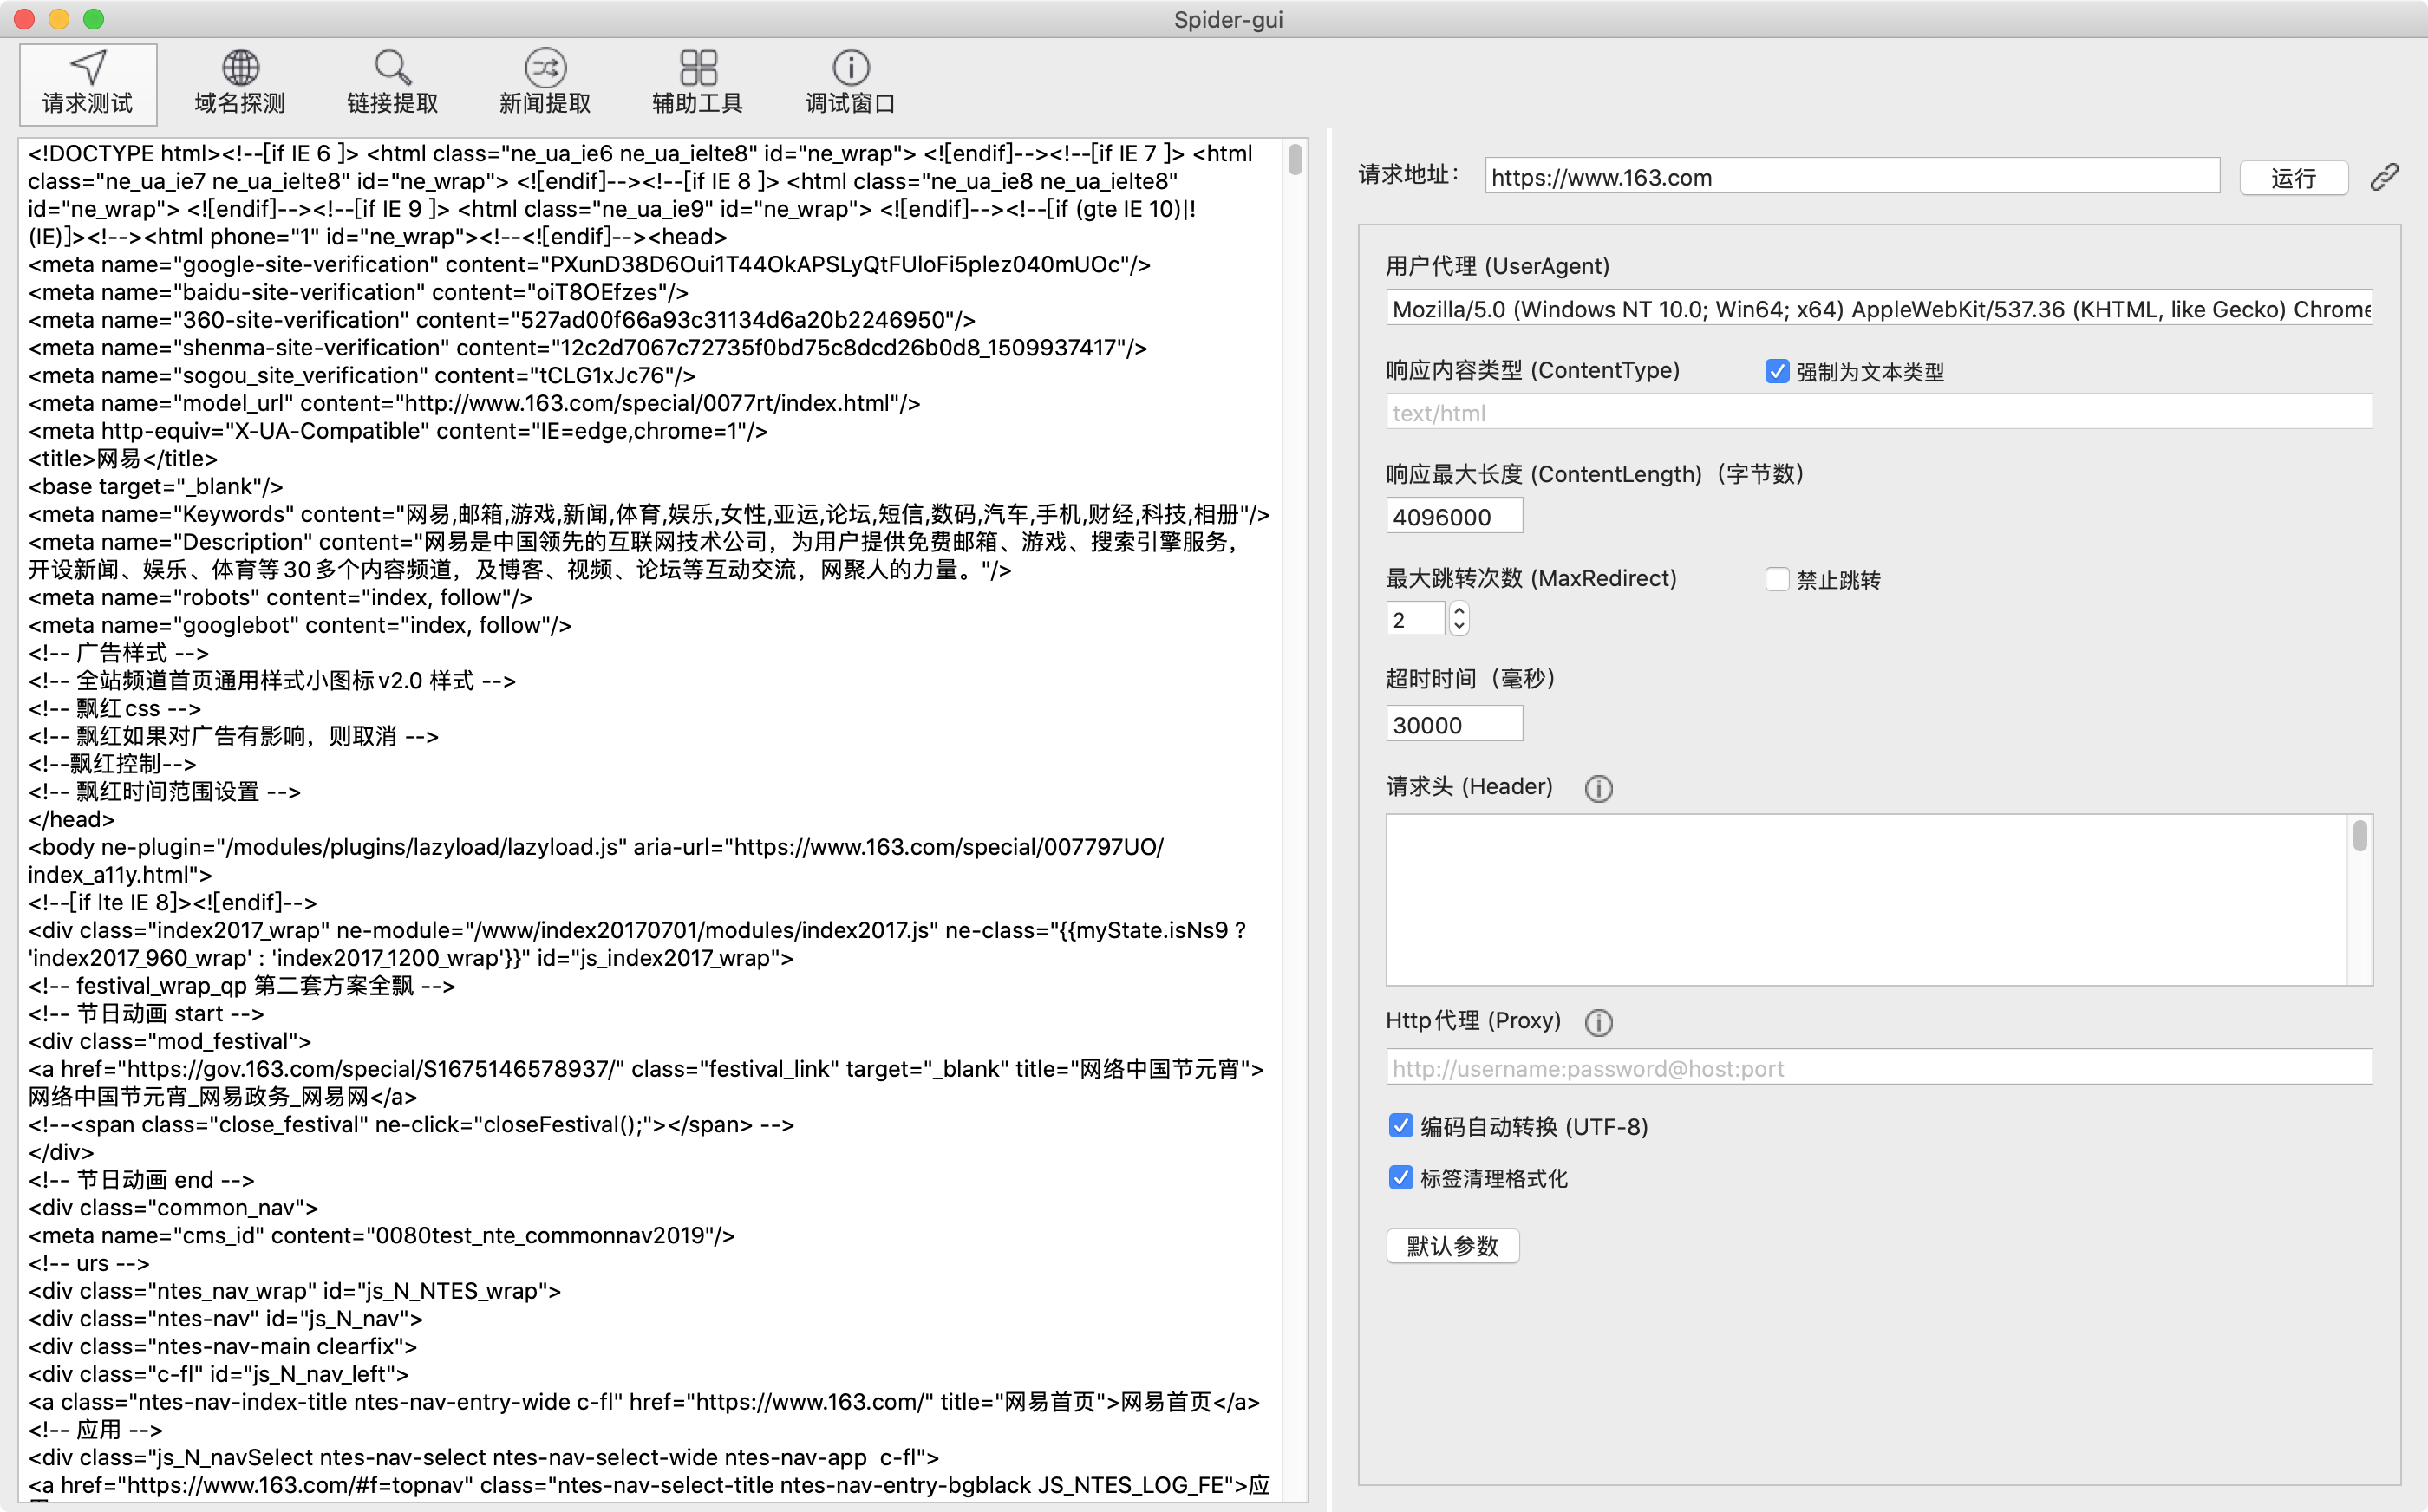 Spider-gui
请求测试
域名探测
链接提取
新闻提取
辅助工具
调试窗口
<!DOCTYPE html><!--[if IE 6 ]> <html class="ne_ua_ie6 ne_ua_ielte8" id="ne_wrap"> <![endif]--><!--[if IE 7 ]> <html
class="ne_ua_ie7 ne_ua_ielte8" id="ne_wrap"> <![endif]--><!--[if IE 8 ]> <html class="ne_ua_ie8 ne_ua_ielte8"
id="ne_wrap"> <![endif]--><!--[if IE 9 ]> <html class="ne_ua_ie9" id="ne_wrap"> <![endif]--><!--[if (gte IE 10)|!
(IE)]><!--><html phone="1" id="ne_wrap"><!--<![endif]--><head>
<meta name="google-site-verification" content="PXunD38D6Oui1T44OkAPSLyQtFUloFi5plez040mUOc"/>
<meta name="baidu-site-verification" content="oiT8OEfzes"/>
<meta name="360-site-verification" content="527ad00f66a93c31134d6a20b2246950"/>
<meta name="shenma-site-verification" content="12c2d7067c72735f0bd75c8dcd26b0d8_1509937417"/>
<meta name="sogou_site_verification" content="tCLG1xJc76"/>
<meta name="model_url" content="http://www.163.com/special/0077rt/index.html"/>
<meta http-equiv="X-UA-Compatible" content="IE=edge,chrome=1"/>
<title>网易</title>
<base target="_blank"/>
<meta name="Keywords" content="网易,邮箱,游戏,新闻,体育,娱乐,女性,亚运,论坛,短信,数码,汽车,手机,财经,科技,相册"/>
<meta name="Description" content="网易是中国领先的互联网技术公司，为用户提供免费邮箱、游戏、搜索引擎服务，
开设新闻、娱乐、体育等30多个内容频道，及博客、视频、论坛等互动交流，网聚人的力量。"/>
<meta name="robots" content="index, follow"/>
<meta name="googlebot" content="index, follow"/>
<!-- 广告样式 -->
<!-- 全站频道首页通用样式小图标v2.0 样式 -->
<!-- 飘红css -->
<!-- 飘红如果对广告有影响，则取消 -->
<!--飘红控制-->
<!-- 飘红时间范围设置 -->
</head>
<body ne-plugin="/modules/plugins/lazyload/lazyload.js" aria-url="https://www.163.com/special/007797UO/
index_a11y.html">
<!--[if lte IE 8]><![endif]-->
<div class="index2017_wrap" ne-module="/www/index20170701/modules/index2017.js" ne-class="{{myState.isNs9 ?
'index2017_960_wrap' : 'index2017_1200_wrap'}}" id="js_index2017_wrap">
<!-- festival_wrap_qp 第二套方案全飘 -->
<!-- 节日动画 start -->
<div class="mod_festival">
<a href="https://gov.163.com/special/S1675146578937/" class="festival_link" target="_blank" title="网络中国节元宵">
网络中国节元宵_网易政务_网易网</a>
<!--<span class="close_festival" ne-click="closeFestival();"></span> -->
</div>
<!-- 节日动画 end -->
<div class="common_nav">
<meta name="cms_id" content="0080test_nte_commonnav2019"/>
<!-- urs -->
<div class="ntes_nav_wrap" id="js_N_NTES_wrap">
<div class="ntes-nav" id="js_N_nav">
<div class="ntes-nav-main clearfix">
<div class="c-fl" id="js_N_nav_left">
<a class="ntes-nav-index-title ntes-nav-entry-wide c-fl" href="https://www.163.com/" title="网易首页">网易首页</a>
<!-- 应用 -->
<div class="js_N_navSelect ntes-nav-select ntes-nav-select-wide ntes-nav-app  c-fl">
<a href="https://www.163.com/#f=topnav" class="ntes-nav-select-title ntes-nav-entry-bgblack JS_NTES_LOG_FE">应
请求地址：
https://www.163.com
运行
用户代理 (UserAgent)
Mozilla/5.0 (Windows NT 10.0; Win64; x64) AppleWebKit/537.36 (KHTML, like Gecko) Chrome
响应内容类型 (ContentType)
强制为文本类型
text/html
响应最大长度 (ContentLength)（字节数）
4096000
最大跳转次数 (MaxRedirect)
禁止跳转
2
超时时间（毫秒）
30000
请求头 (Header)
Http代理 (Proxy)
http://username:password@host:port
编码自动转换 (UTF-8)
标签清理格式化
默认参数